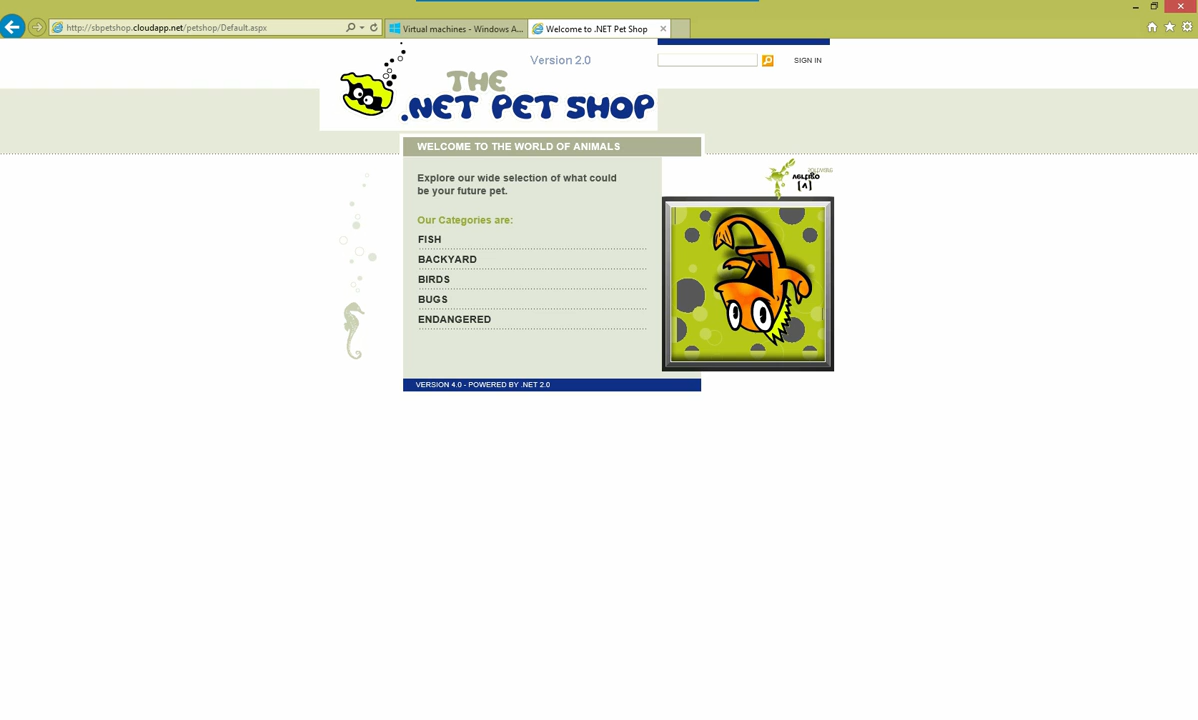 http://sbpetshop.cloudapp.net/petshop/Default.aspx
Virtual machines - Windows A...
Welcome to .NET Pet Shop
Version 2.0
SIGN IN
THE
.NET PET SHOP
WELCOME TO THE WORLD OF ANIMALS
Explore our wide selection of what could
be your future pet.
Our Categories are:
FISH
BACKYARD
BIRDS
BUGS
ENDANGERED
VERSION 4.0 - POWERED BY .NET 2.0